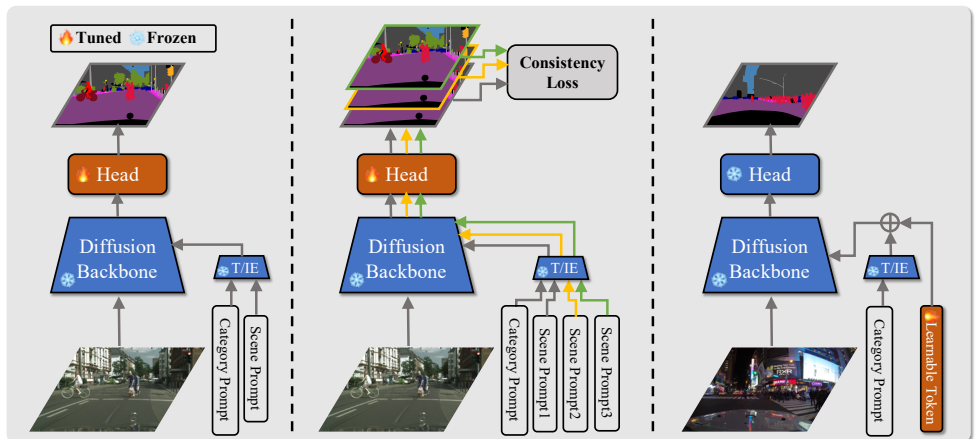 Tuned Frozen
Head
Diffusion
Backbone
T/IE
Category Prompt
Scene Prompt
Consistency
Loss
Head
Diffusion
Backbone
T/IE
Category Prompt
Scene Prompt1
Scene Prompt2
Scene Prompt3
Head
Diffusion
Backbone
T/IE
Category Prompt
Learnable Token